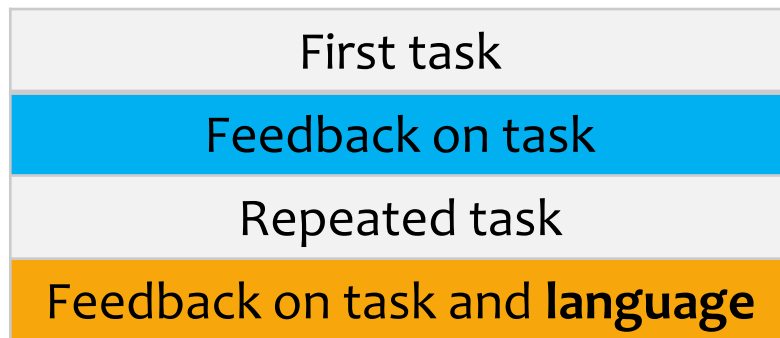 First task
Feedback on task
Repeated task
Feedback on task and language